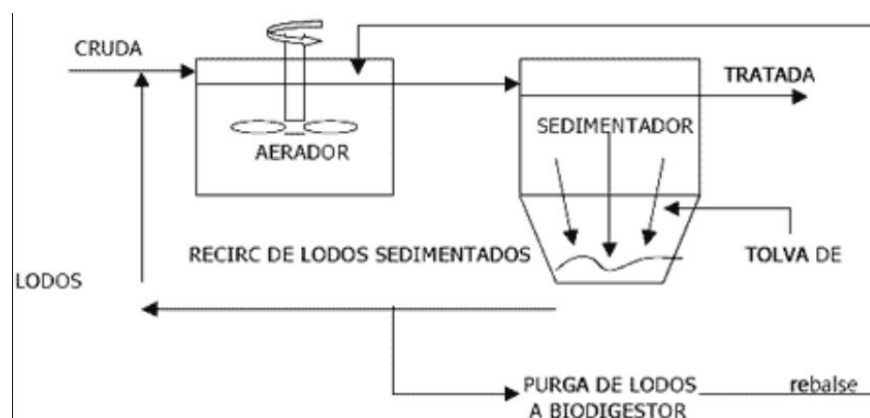 CRUDA
TRATADA
SEDIMENTADOR
AERADOR
RECIRC DE LODOS SEDIMENTADOS
TOLVA DE
LODOS
PURGA DE LODOS
A BIODIGESTOR
rebalse